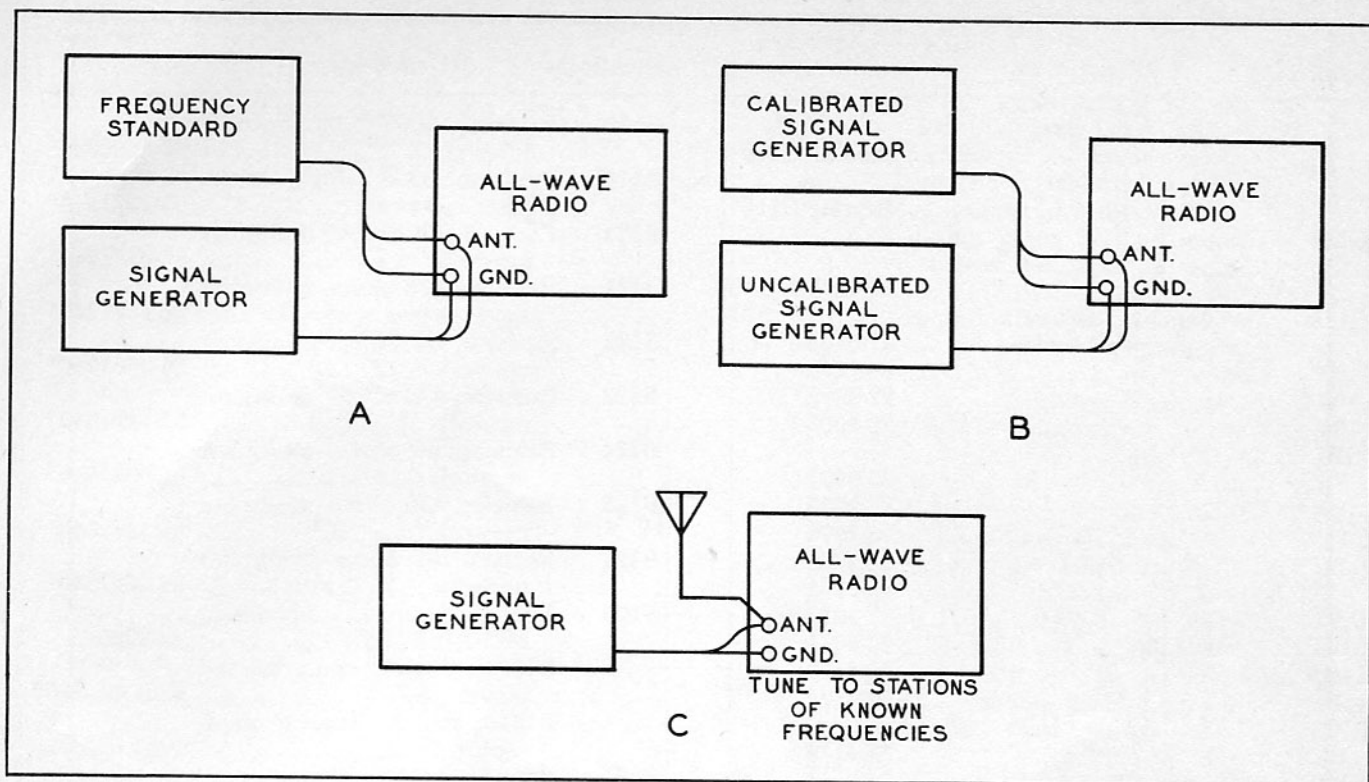 FREQUENCY
STANDARD
ALL-WAVE
RADIO
ANT.
GND.
SIGNAL
GENERATOR
A
CALIBRATED
SIGNAL
GENERATOR
ALL-WAVE
RADIO
ANT.
GND.
UNCALIBRATED
SIGNAL
GENERATOR
B
SIGNAL
GENERATOR
ALL-WAVE
RADIO
ANT.
GND.
TUNE TO STATIONS
OF KNOWN
FREQUENCIES
C